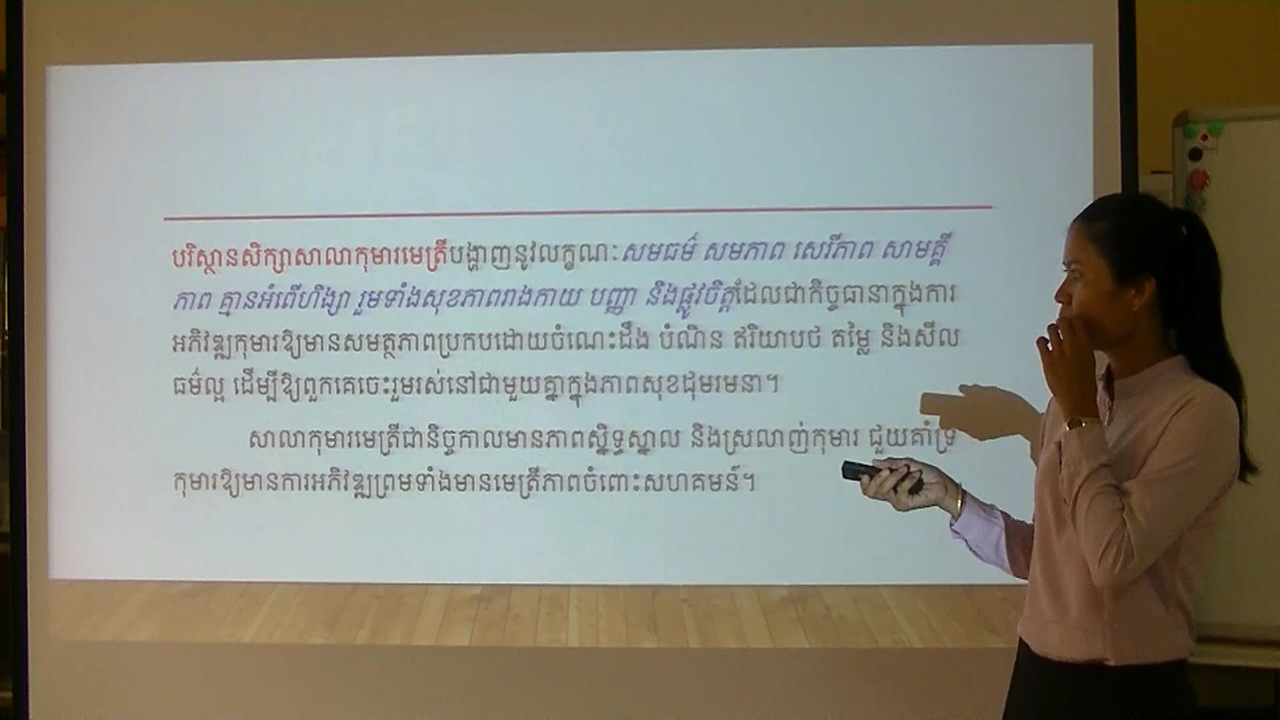 បរិស្ថានសិក្សាសាលាកុមារមេត្រីបង្ហាញនូវលក្ខណៈសមធម៌ សមភាព សេរីភាព សាមគ្គី
ភាព គ្មានអំពើហិង្សា រួមទាំងសុខភាពរាងកាយ បញ្ញា និងផ្លូវចិត្តដែលជាកិច្ចធានាក្នុងការ
អភិវឌ្ឍកុមារឱ្យមានសមត្ថភាពប្រកបដោយចំណេះដឹង បំណិន ឥរិយាបថ តម្លៃ និងសីល
ធម៌ល្អ ដើម្បីឱ្យពួកគេចេះរួមរស់នៅជាមួយគ្នាក្នុងភាពសុខដុមរមនា។
សាលាកុមារមេត្រីជានិច្ចកាលមានភាពស្និទ្ធស្នាល និងស្រលាញ់កុមារ ជួយគាំទ្រ
កុមារឱ្យមានការអភិវឌ្ឍព្រមទាំងមានមេត្រីភាពចំពោះសហគមន៍។